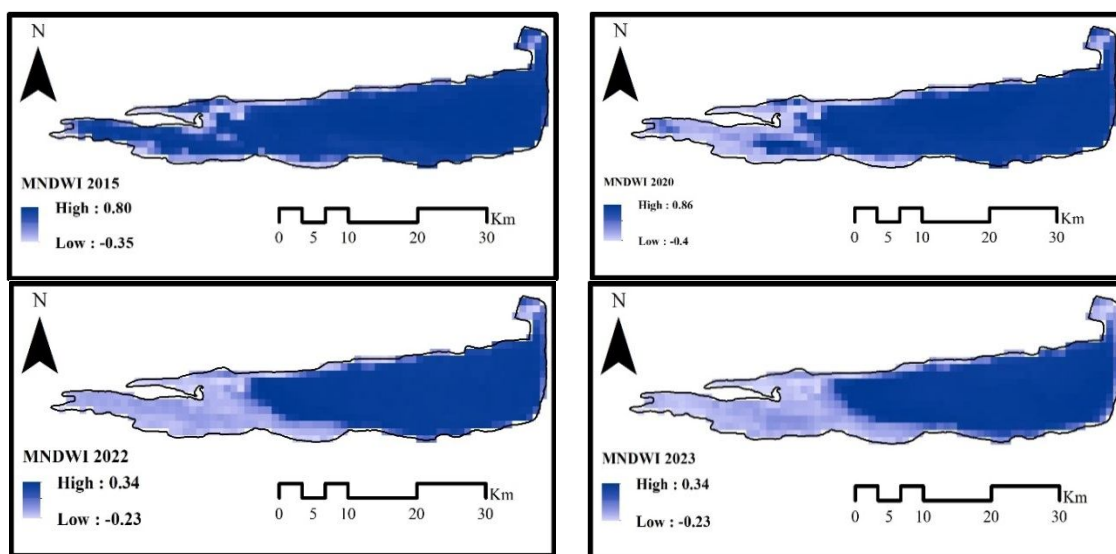 N
MNDWI 2015
High : 0.80
Low : -0.35
Km
0 5 10 20 30
N
MNDWI 2020
High : 0.86
Low : -0.4
Km
0 5 10 20 30
N
MNDWI 2022
High : 0.34
Low : -0.23
Km
0 5 10 20 30
N
MNDWI 2023
High : 0.34
Low : -0.23
Km
0 5 10 20 30